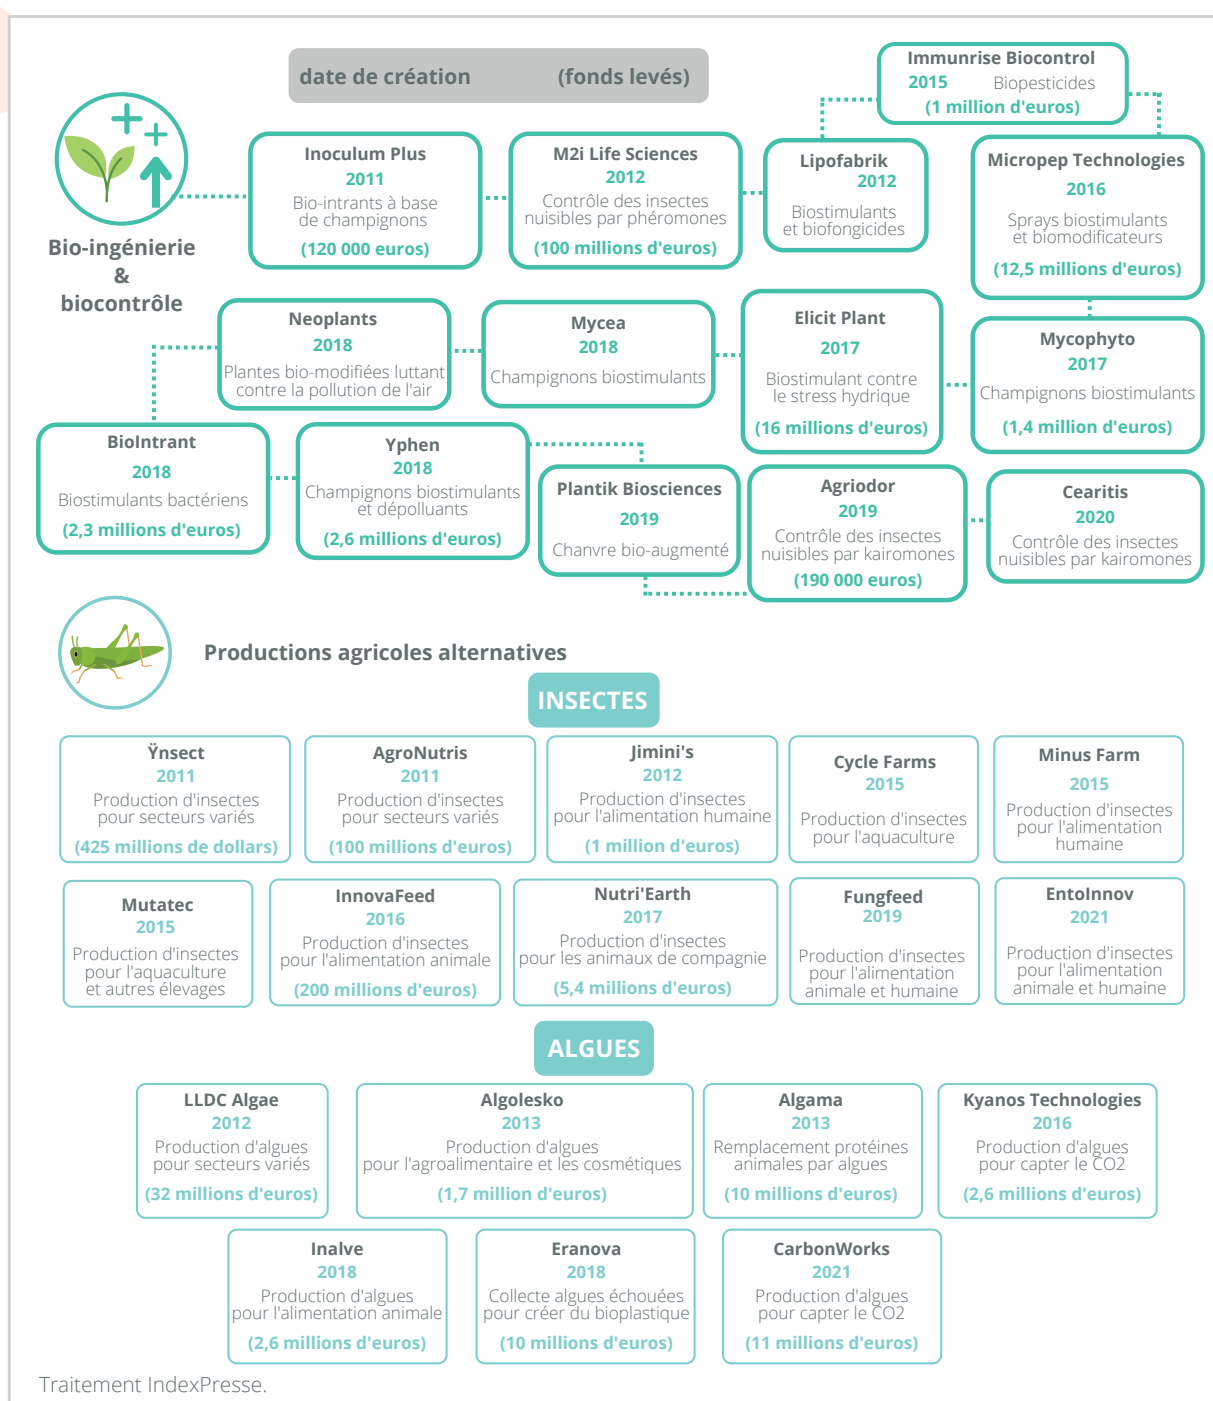 date de création (fonds levés)
Bio-ingénierie
&
biocontrôle
Inoculum Plus
2011
Bio-intrants à base
de champignons
(120 000 euros)
M2i Life Sciences
2012
Contrôle des insectes
nuisibles par phéromones
(100 millions d'euros)
Lipofabrik
2012
Biostimulants
et biofongicides
Immunrise Biocontrol
2015 Biopesticides
(1 million d'euros)
Micropep Technologies
2016
Sprays biostimulants
et biomodificateurs
(12,5 millions d'euros)
Mycophyto
2017
Champignons biostimulants
(1,4 million d'euros)
Elicit Plant
2017
Biostimulant contre
le stress hydrique
(16 millions d'euros)
Mycea
2018
Champignons biostimulants
Neoplants
2018
Plantes bio-modifiées luttant
contre la pollution de l'air
BioIntrant
2018
Biostimulants bactériens
(2,3 millions d'euros)
Yphen
2018
Champignons biostimulants
et dépolluants
(2,6 millions d'euros)
Plantik Biosciences
2019
Chanvre bio-augmenté
Agriodor
2019
Contrôle des insectes
nuisibles par kairomones
(190 000 euros)
Cearitis
2020
Contrôle des insectes
nuisibles par kairomones
Productions agricoles alternatives
INSECTES
Ÿnsect
2011
Production d'insectes
pour secteurs variés
(425 millions de dollars)
AgroNutris
2011
Production d'insectes
pour secteurs variés
(100 millions d'euros)
Jimini's
2012
Production d'insectes
pour l'alimentation humaine
(1 million d'euros)
Cycle Farms
2015
Production d'insectes
pour l'aquaculture
Minus Farm
2015
Production d'insectes
pour l'alimentation
humaine
Mutatec
2015
Production d'insectes
pour l'aquaculture
et autres élevages
InnovaFeed
2016
Production d'insectes
pour l'alimentation animale
(200 millions d'euros)
Nutri'Earth
2017
Production d'insectes
pour les animaux de compagnie
(5,4 millions d'euros)
Fungfeed
2019
Production d'insectes
pour l'alimentation
animale et humaine
EntoInnov
2021
Production d'insectes
pour l'alimentation
animale et humaine
ALGUES
LLDC Algae
2012
Production d'algues
pour secteurs variés
(32 millions d'euros)
Algolesko
2013
Production d'algues
pour l'agroalimentaire et les cosmétiques
(1,7 million d'euros)
Algama
2013
Remplacement protéines
animales par algues
(10 millions d'euros)
Kyanos Technologies
2016
Production d'algues
pour capter le CO2
(2,6 millions d'euros)
Inalve
2018
Production d'algues
pour l'alimentation animale
(2,6 millions d'euros)
Eranova
2018
Collecte algues échouées
pour créer du bioplastique
(10 millions d'euros)
CarbonWorks
2021
Production d'algues
pour capter le CO2
(11 millions d'euros)
Traitement IndexPresse.